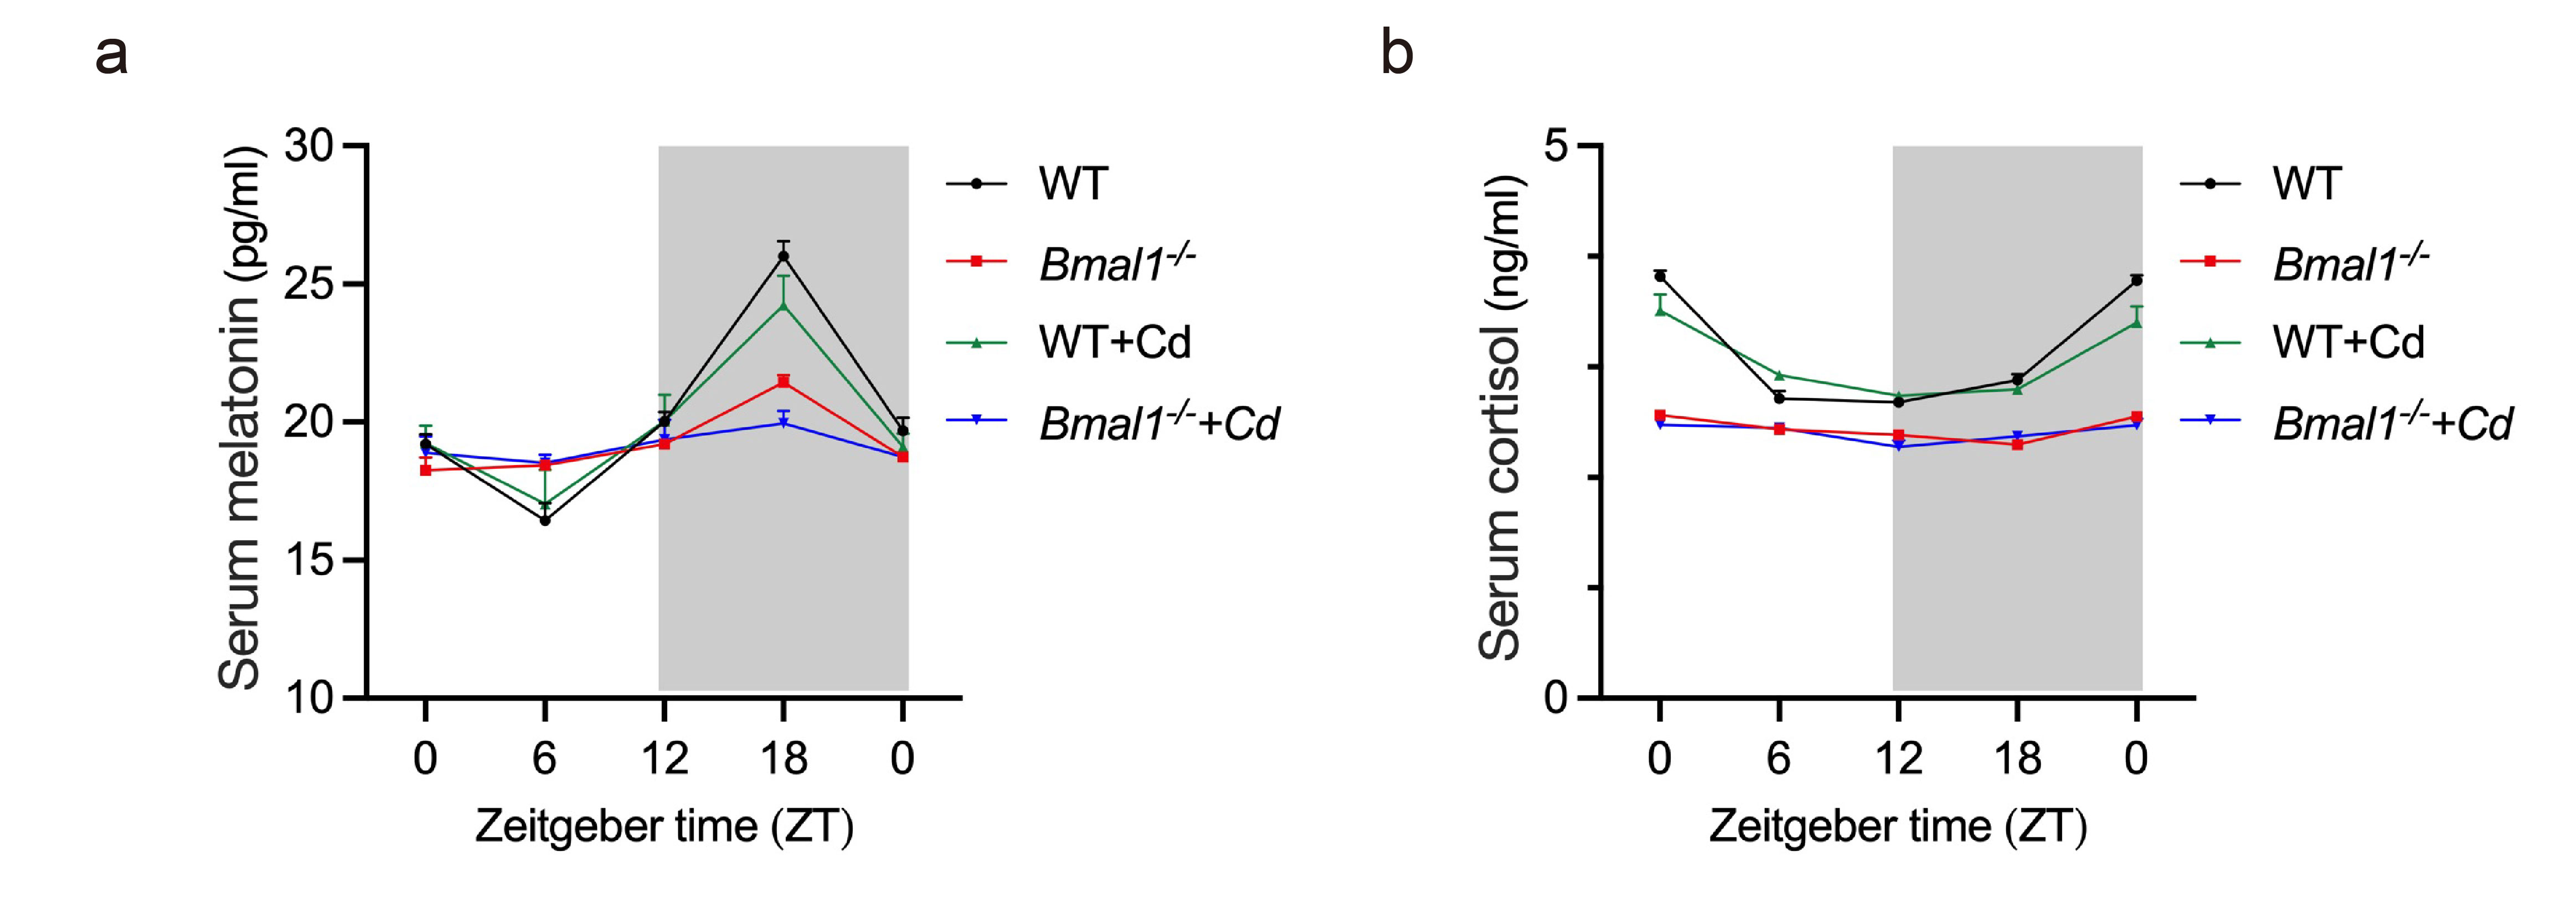 a
Serum melatonin (pg/ml)
30
25
20
15
10
0 6 12 18 0
Zeitgeber time (ZT)
WT
Bmal1-/-
WT+Cd
Bmal1-/-+Cd
b
Serum cortisol (ng/ml)
5
0
0 6 12 18 0
Zeitgeber time (ZT)
WT
Bmal1-/-
WT+Cd
Bmal1-/-+Cd